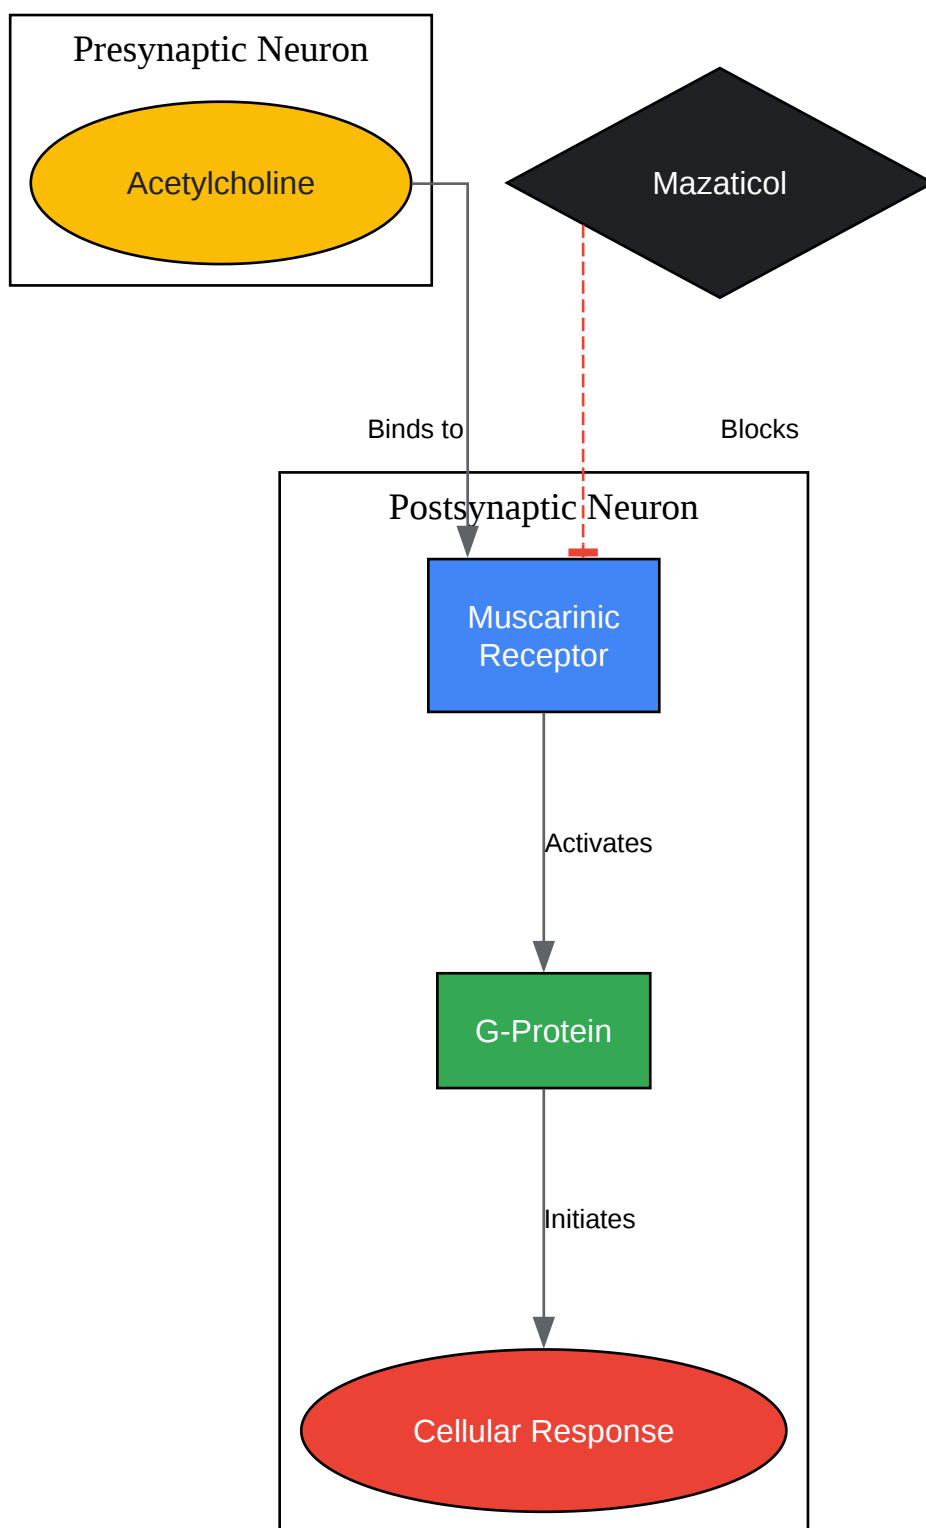 Presynaptic Neuron
Acetylcholine
Mazaticol
Binds to
Blocks
Postsynaptic Neuron
Muscarinic
Receptor
Activates
G-Protein
Initiates
Cellular Response